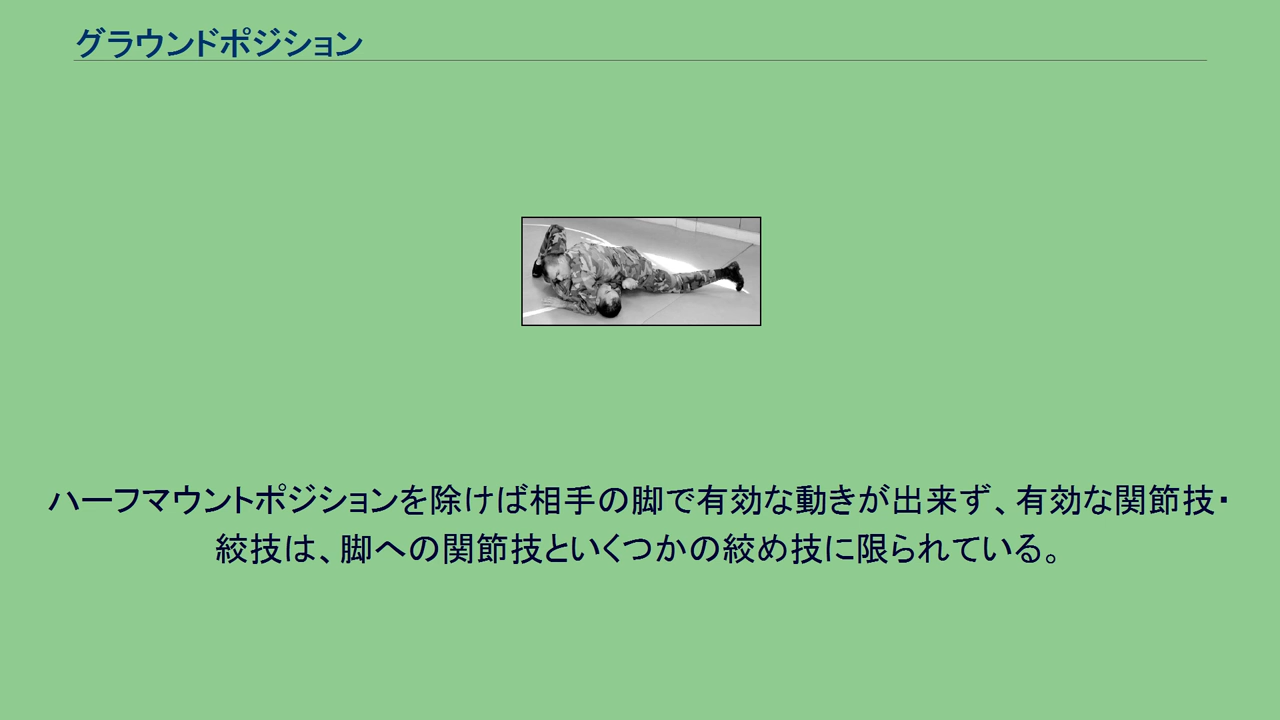 グラウンドポジション
ハーフマウントポジションを除けば相手の脚で有効な動きが出来ず、有効な関節技・
絞技は、脚への関節技といくつかの絞め技に限られている。